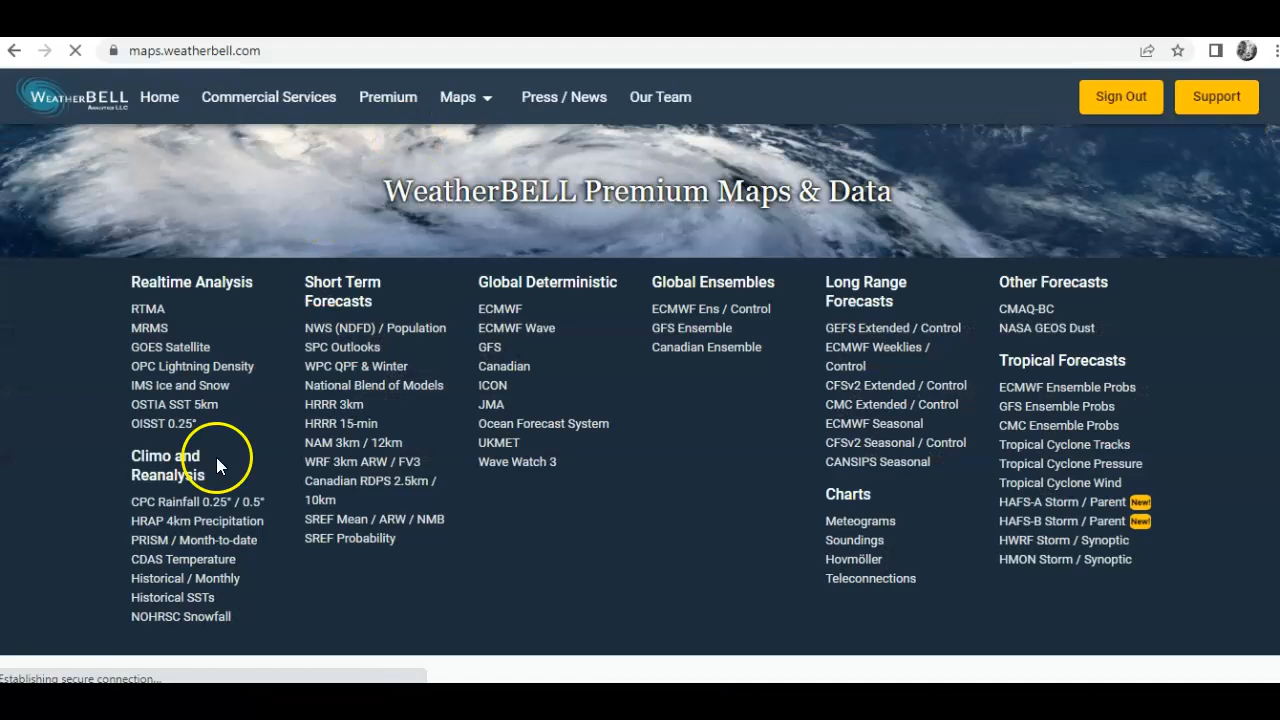 maps.weatherbell.com
WEATHERBELL
ANALYTICS LLC
Home
Commercial Services
Premium
Maps
Press / News
Our Team
Sign Out
Support
WeatherBELL Premium Maps & Data
Realtime Analysis
RTMA
MRMS
GOES Satellite
OPC Lightning Density
IMS Ice and Snow
OSTIA SST 5km
OISST 0.25°
Climo and
Reanalysis
CPC Rainfall 0.25° / 0.5°
HRAP 4km Precipitation
PRISM / Month-to-date
CDAS Temperature
Historical / Monthly
Historical SSTs
NOHRSC Snowfall
Short Term
Forecasts
NWS (NDFD) / Population
SPC Outlooks
WPC QPF & Winter
National Blend of Models
HRRR 3km
HRRR 15-min
NAM 3km / 12km
WRF 3km ARW / FV3
Canadian RDPS 2.5km /
10km
SREF Mean / ARW / NMB
SREF Probability
Global Deterministic
ECMWF
ECMWF Wave
GFS
Canadian
ICON
JMA
Ocean Forecast System
UKMET
Wave Watch 3
Global Ensembles
ECMWF Ens / Control
GFS Ensemble
Canadian Ensemble
Long Range
Forecasts
GEFS Extended / Control
ECMWF Weeklies /
Control
CFSv2 Extended / Control
CMC Extended / Control
ECMWF Seasonal
CFSv2 Seasonal / Control
CANSIPS Seasonal
Charts
Meteograms
Soundings
Hovmöller
Teleconnections
Other Forecasts
CMAQ-BC
NASA GEOS Dust
Tropical Forecasts
ECMWF Ensemble Probs
GFS Ensemble Probs
CMC Ensemble Probs
Tropical Cyclone Tracks
Tropical Cyclone Pressure
Tropical Cyclone Wind
HAFS-A Storm / Parent New!
HAFS-B Storm / Parent New!
HWRF Storm / Synoptic
HMON Storm / Synoptic
Establishing secure connection...